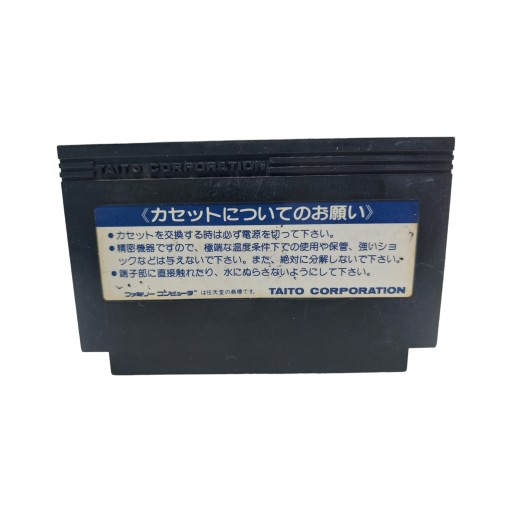 TAITO CORPORATION
《カセットについてのお願い》
●カセットを交換する時は必ず電源を切って下さい。
●精密機器ですので、極端な温度条件下での使用や保管、強いショ
ックなどは与えないで下さい。また、絶対に分解しないで下さい。
●端子部に直接触れたり、水にぬらさないようにして下さい。
ファミリーコンピュータ は任天堂の商標です。 TAITO CORPORATION